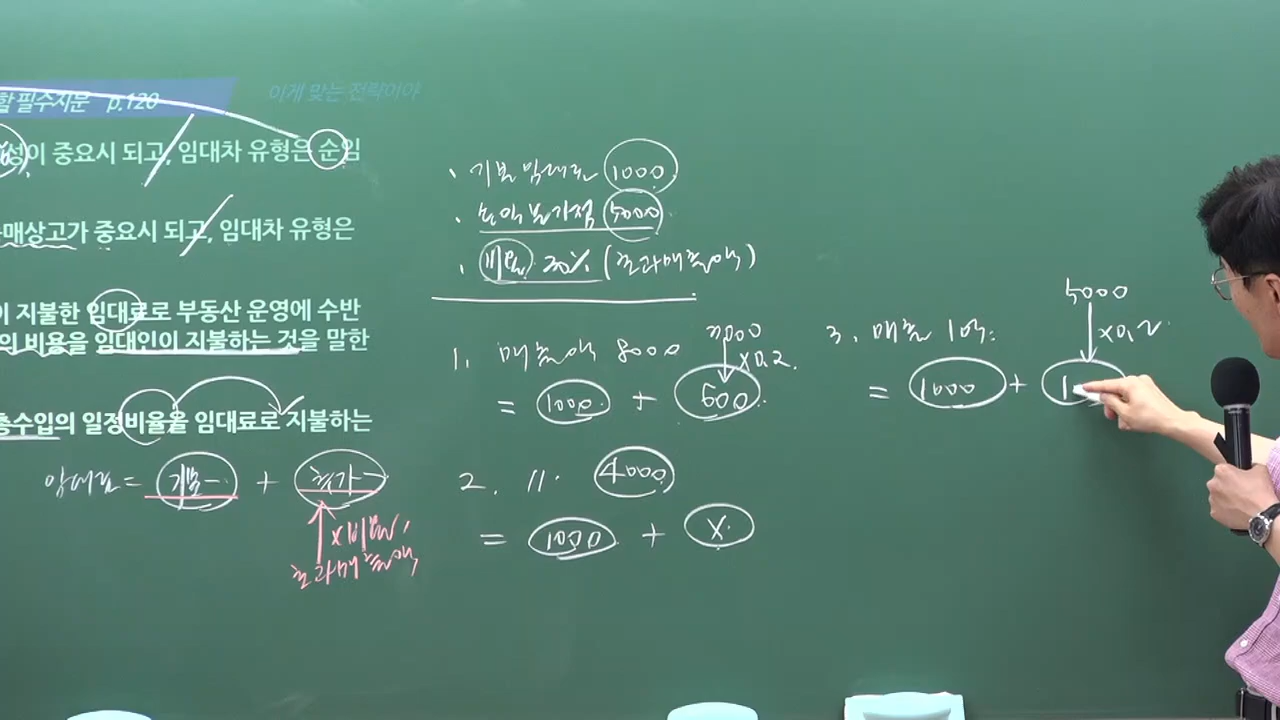 할 필수지문 p.120
이게 맞는 전략이야
성이 중요시 되고, 임대차 유형은 순임
매상고가 중요시 되고, 임대차 유형은
이 지불한 임대료로 부동산 운영에 수반
의 비용을 임대인이 지불하는 것을 말한
총수입의 일정비율을 임대료로 지불하는
임대료 = 기본- + 추가-
x 비율
초과매출액
· 기본임대료 1000
· 손익분기점 5000
· 비율 20% (초과매출액)
1. 매출액 8000
3000
x0.2
= 1000 + 600
2. 〃 4000
= 1000 + x
3. 매출 1억
5000
x0.2
= 1000 + 1